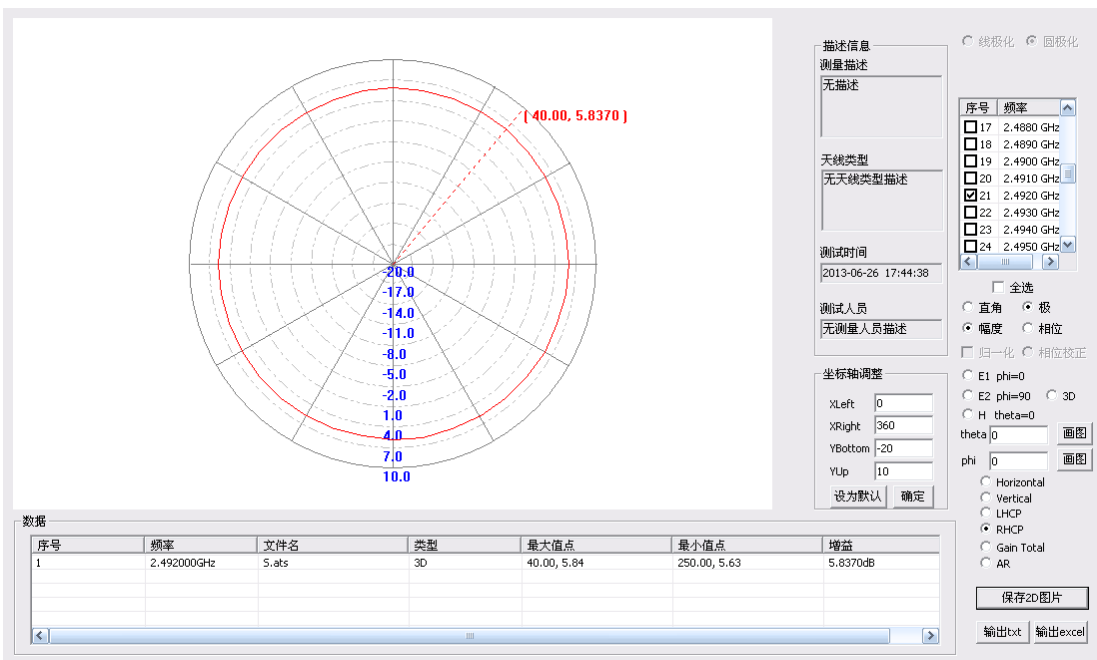 ( 40.00, 5.8370 )
-20.0
-17.0
-14.0
-11.0
-8.0
-5.0
-2.0
1.0
4.0
7.0
10.0
描述信息
测量描述
无描述
天线类型
无天线类型描述
测试时间
2013-06-26 17:44:38
测试人员
无测量人员描述
坐标轴调整
XLeft 0
XRight 360
YBottom -20
YUp 10
设为默认 确定
线极化 圆极化
序号 频率
17 2.4880 GHz
18 2.4890 GHz
19 2.4900 GHz
20 2.4910 GHz
21 2.4920 GHz
22 2.4930 GHz
23 2.4940 GHz
24 2.4950 GHz
全选
直角 极
幅度 相位
归一化 相位校正
E1 phi=0
E2 phi=90 3D
H theta=0
theta 0 画图
phi 0 画图
Horizontal
Vertical
LHCP
RHCP
Gain Total
AR
保存2D图片
输出txt 输出excel
数据
序号 频率 文件名 类型 最大值点 最小值点 增益
1 2.492000GHz S.ats 3D 40.00, 5.84 250.00, 5.63 5.8370dB